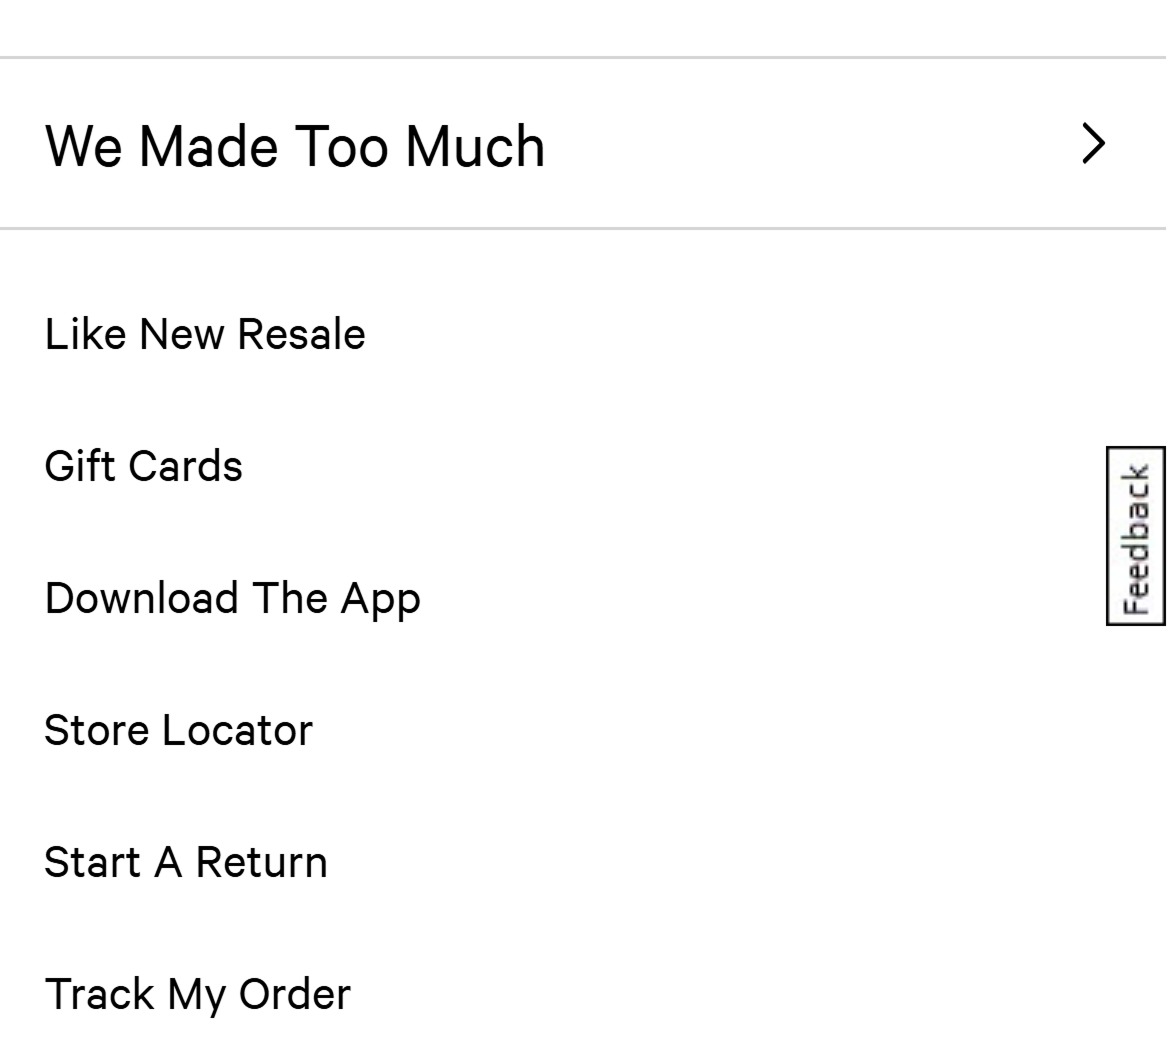 We Made Too Much
Like New Resale
Gift Cards
Feedback
Download The App
Store Locator
Start A Return
Track My Order